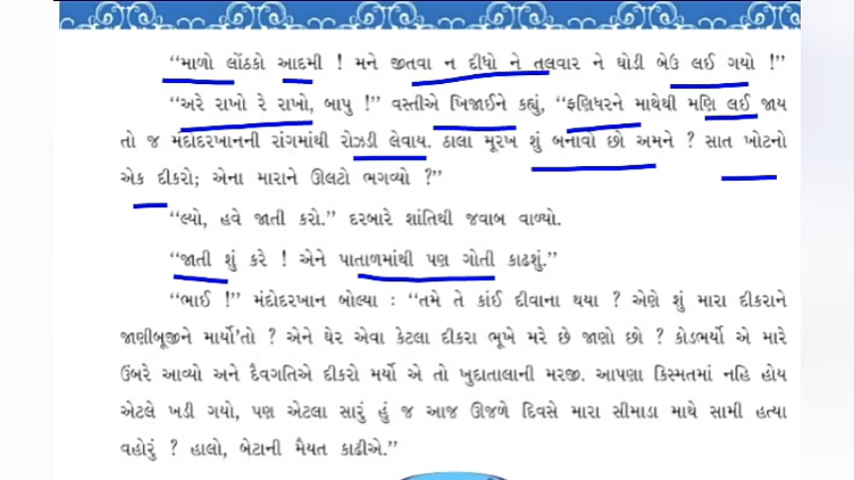 “માળો લોંઠકો આદમી ! મને જીતવા ન દીધો ને તલવાર ને ઘોડી બેઉ લઈ ગયો !”
“અરે રાખો રે રાખો, બાપુ !” વસ્તીએ ખિજાઈને કહ્યું, “ફણિધરને માથેથી મણિ લઈ જાય
તો જ મંદાદરખાનની રાંગમાંથી રોઝડી લેવાય. ઠાલા મૂરખ શું બનાવો છો અમને ? સાત ખોટનો
એક દીકરો; એના મારાને ઊલટો ભગવ્યો ?”
“લ્યો, હવે જાતી કરો.” દરબારે શાંતિથી જવાબ વાળ્યો.
“જાતી શું કરે ! એને પાતાળમાંથી પણ ગોતી કાઢશું.”
“ભાઈ !” મંદોદરખાન બોલ્યા : “તમે તે કાંઈ દીવાના થયા ? એણે શું મારા દીકરાને
જાણીબૂજીને માર્યો’તો ? એને ઘેર એવા કેટલા દીકરા ભૂખે મરે છે જાણો છો ? કોડભર્યો એ મારે
ઉંબરે આવ્યો અને દૈવગતિએ દીકરો મર્યો એ તો ખુદાતાલાની મરજી. આપણા કિસ્મતમાં નહિ હોય
એટલે ખડી ગયો, પણ એટલા સારું હું જ આજ ઊજળે દિવસે મારા સીમાડા માથે સામી હત્યા
વહોરું ? હાલો, બેટાની મૈયત કાઢીએ.”